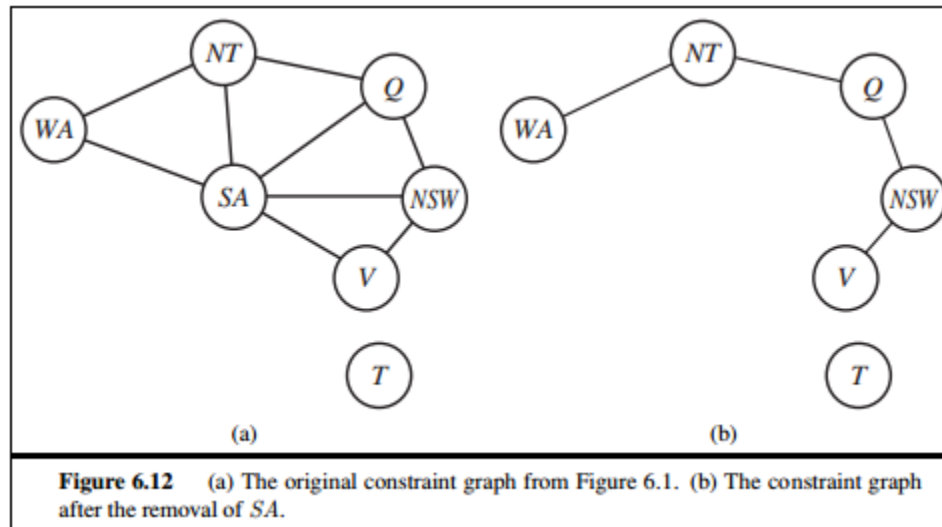 NT
Q
WA
SA
NSW
V
T
(a)
NT
Q
WA
NSW
V
T
(b)
Figure 6.12 (a) The original constraint graph from Figure 6.1. (b) The constraint graph
after the removal of SA.